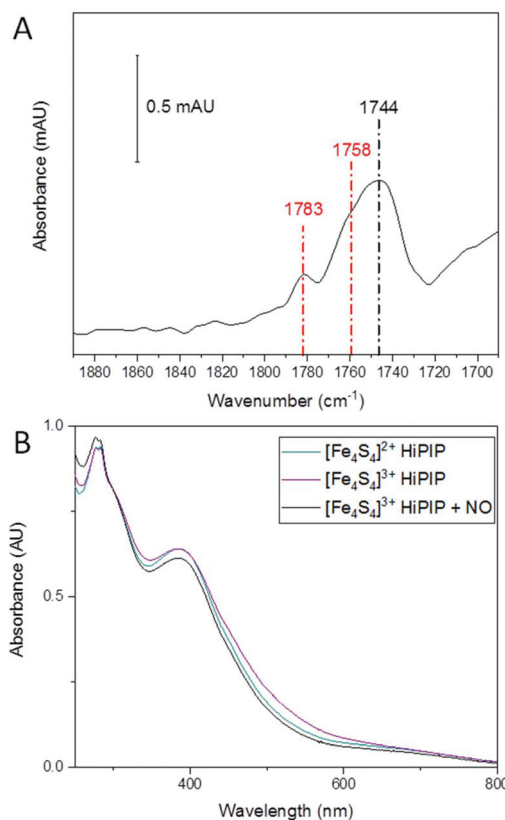 A
0.5 mAU
1744
1758
1783
Absorbance (mAU)
1880 1860 1840 1820 1800 1780 1760 1740 1720 1700
Wavenumber (cm⁻¹)
B
1.0
[Fe₄S₄]²⁺ HiPIP
[Fe₄S₄]³⁺ HiPIP
[Fe₄S₄]³⁺ HiPIP + NO
Absorbance (AU)
0.5
0.0
400 600 800
Wavelength (nm)